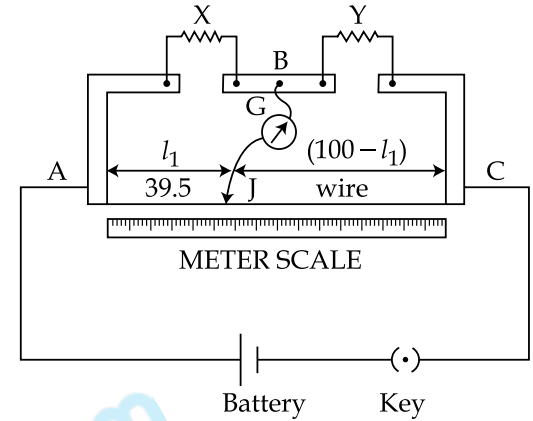 X
Y
B
G
l₁
(100 – l₁)
A
C
39.5
J
wire
METER SCALE
Battery
Key